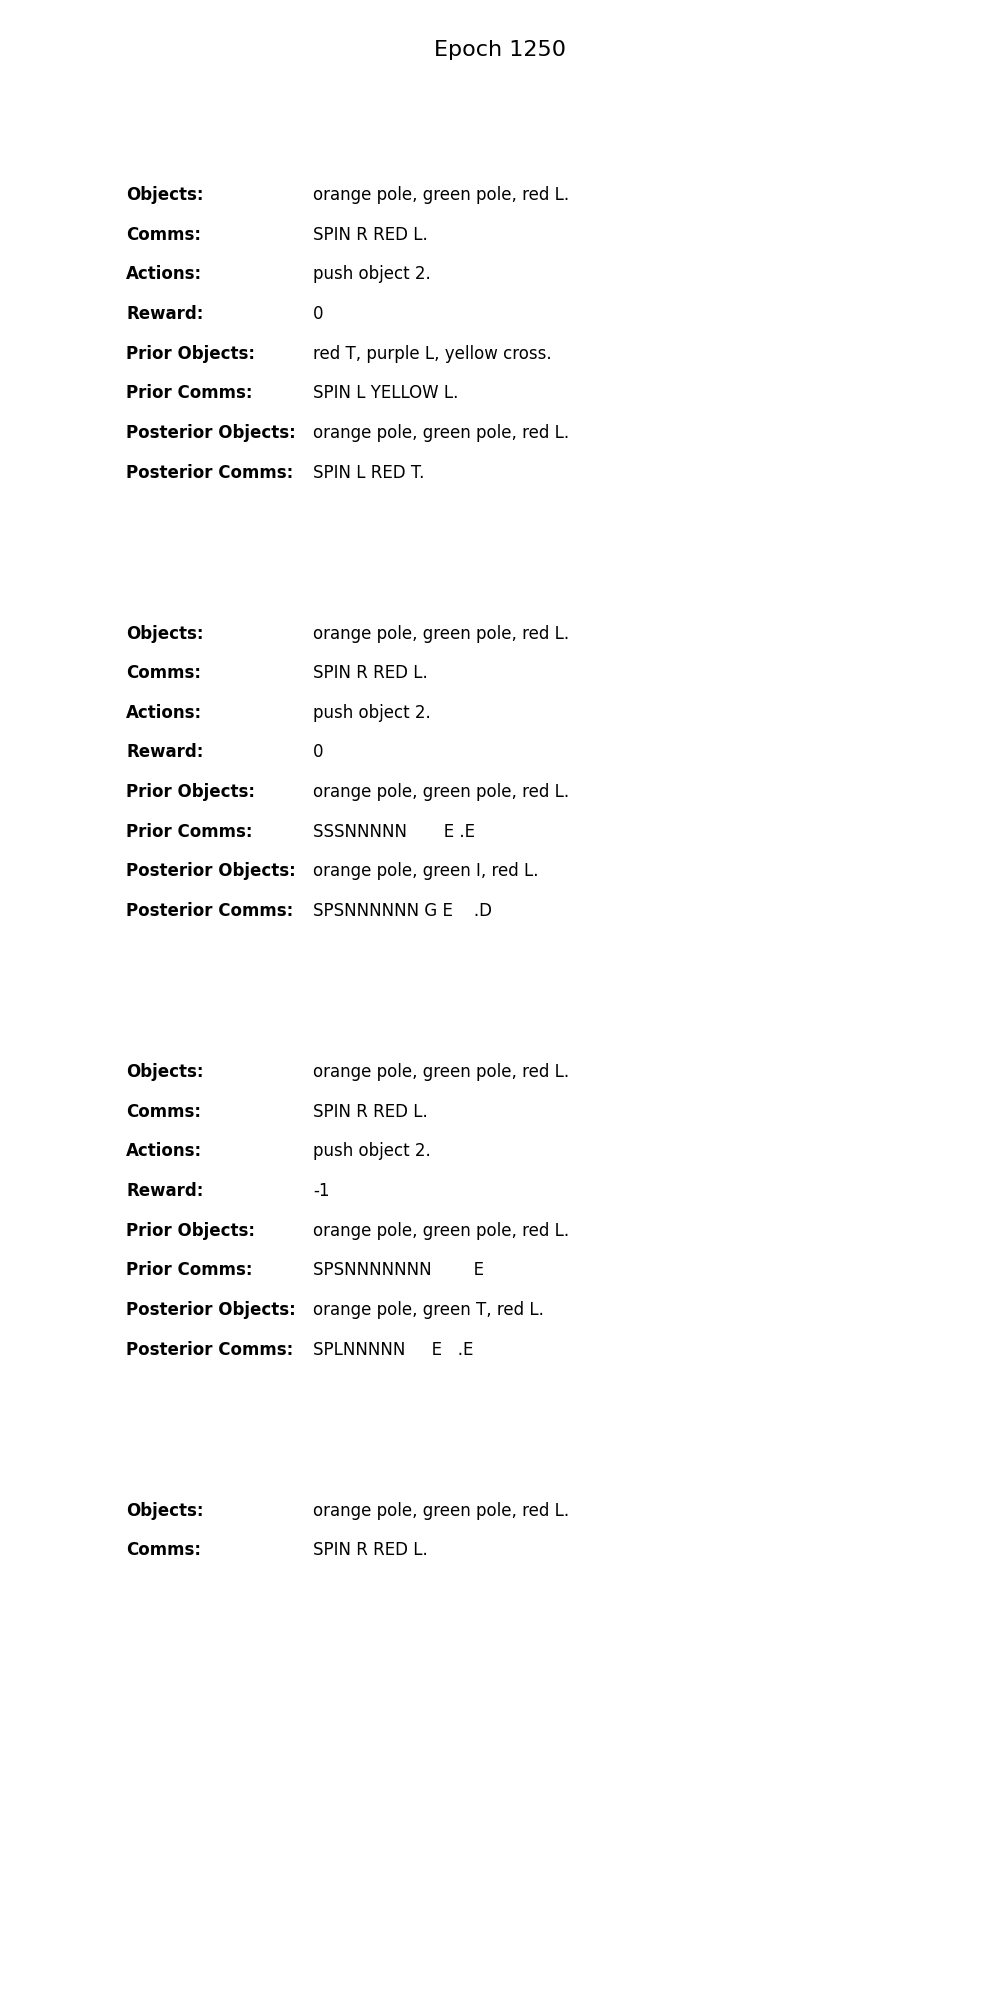 Epoch 1250
Objects: orange pole, green pole, red L.
Comms: SPIN R RED L.
Actions: push object 2.
Reward: 0
Prior Objects: red T, purple L, yellow cross.
Prior Comms: SPIN L YELLOW L.
Posterior Objects: orange pole, green pole, red L.
Posterior Comms: SPIN L RED T.
Objects: orange pole, green pole, red L.
Comms: SPIN R RED L.
Actions: push object 2.
Reward: 0
Prior Objects: orange pole, green pole, red L.
Prior Comms: SSSNNNNN       E .E
Posterior Objects: orange pole, green I, red L.
Posterior Comms: SPSNNNNNN G E    .D
Objects: orange pole, green pole, red L.
Comms: SPIN R RED L.
Actions: push object 2.
Reward: -1
Prior Objects: orange pole, green pole, red L.
Prior Comms: SPSNNNNNNN        E
Posterior Objects: orange pole, green T, red L.
Posterior Comms: SPLNNNNN     E   .E
Objects: orange pole, green pole, red L.
Comms: SPIN R RED L.